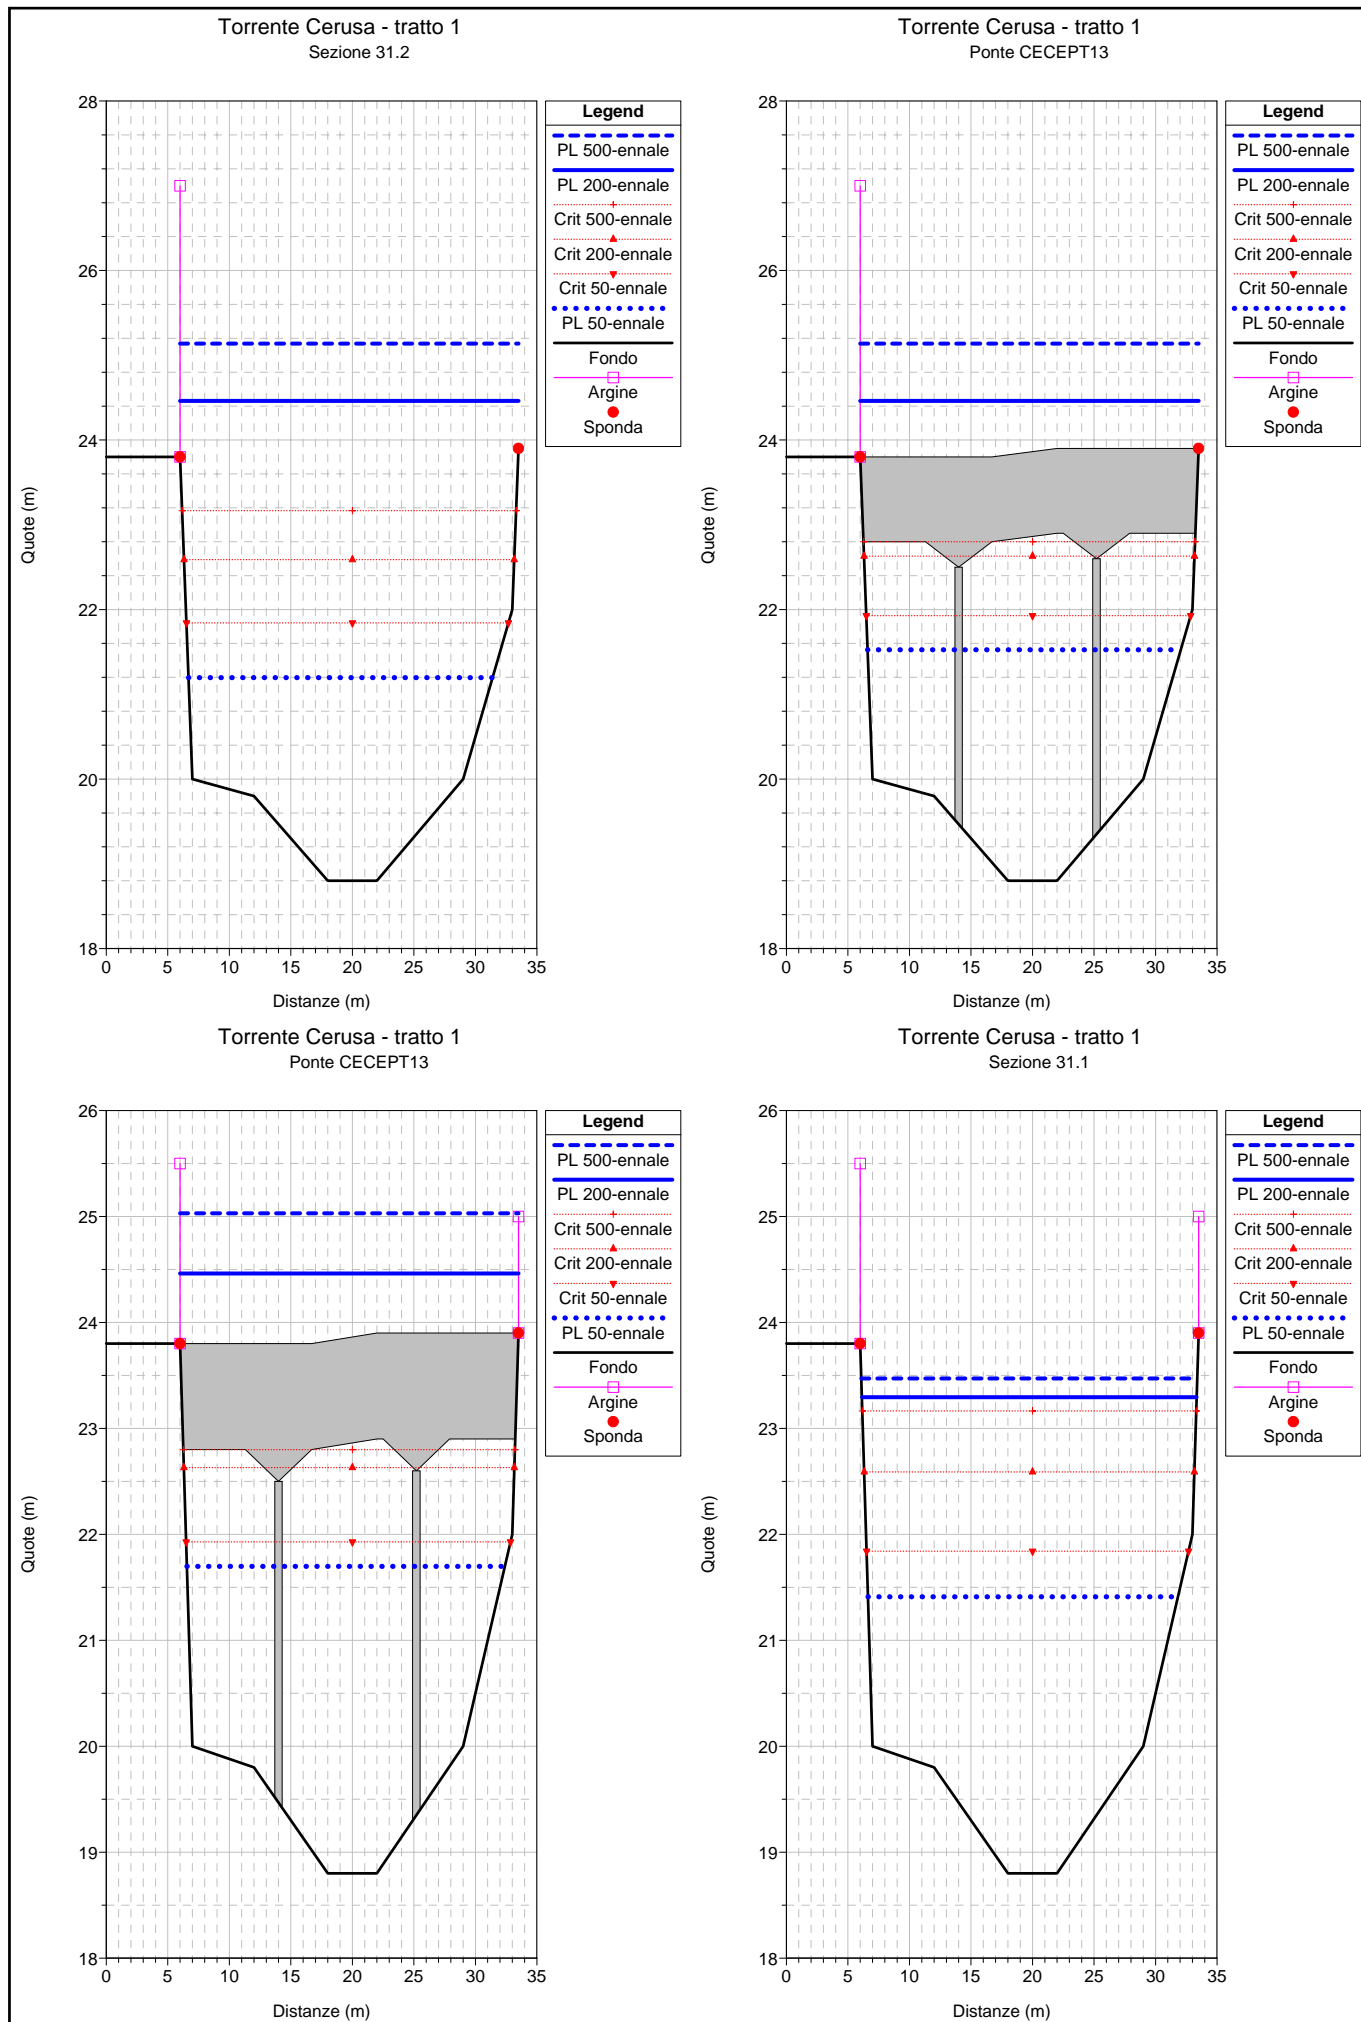 Torrente Cerusa - tratto 1
Sezione 31.2
28
26
24
22
20
18
0 5 10 15 20 25 30 35
Quote (m)
Distanze (m)
Legend
PL 500-ennale
PL 200-ennale
Crit 500-ennale
Crit 200-ennale
Crit 50-ennale
PL 50-ennale
Fondo
Argine
Sponda
Torrente Cerusa - tratto 1
Ponte CECEPT13
28
26
24
22
20
18
0 5 10 15 20 25 30 35
Quote (m)
Distanze (m)
Legend
PL 500-ennale
PL 200-ennale
Crit 500-ennale
Crit 200-ennale
Crit 50-ennale
PL 50-ennale
Fondo
Argine
Sponda
Torrente Cerusa - tratto 1
Ponte CECEPT13
26
25
24
23
22
21
20
19
18
0 5 10 15 20 25 30 35
Quote (m)
Distanze (m)
Legend
PL 500-ennale
PL 200-ennale
Crit 500-ennale
Crit 200-ennale
Crit 50-ennale
PL 50-ennale
Fondo
Argine
Sponda
Torrente Cerusa - tratto 1
Sezione 31.1
26
25
24
23
22
21
20
19
18
0 5 10 15 20 25 30 35
Quote (m)
Distanze (m)
Legend
PL 500-ennale
PL 200-ennale
Crit 500-ennale
Crit 200-ennale
Crit 50-ennale
PL 50-ennale
Fondo
Argine
Sponda